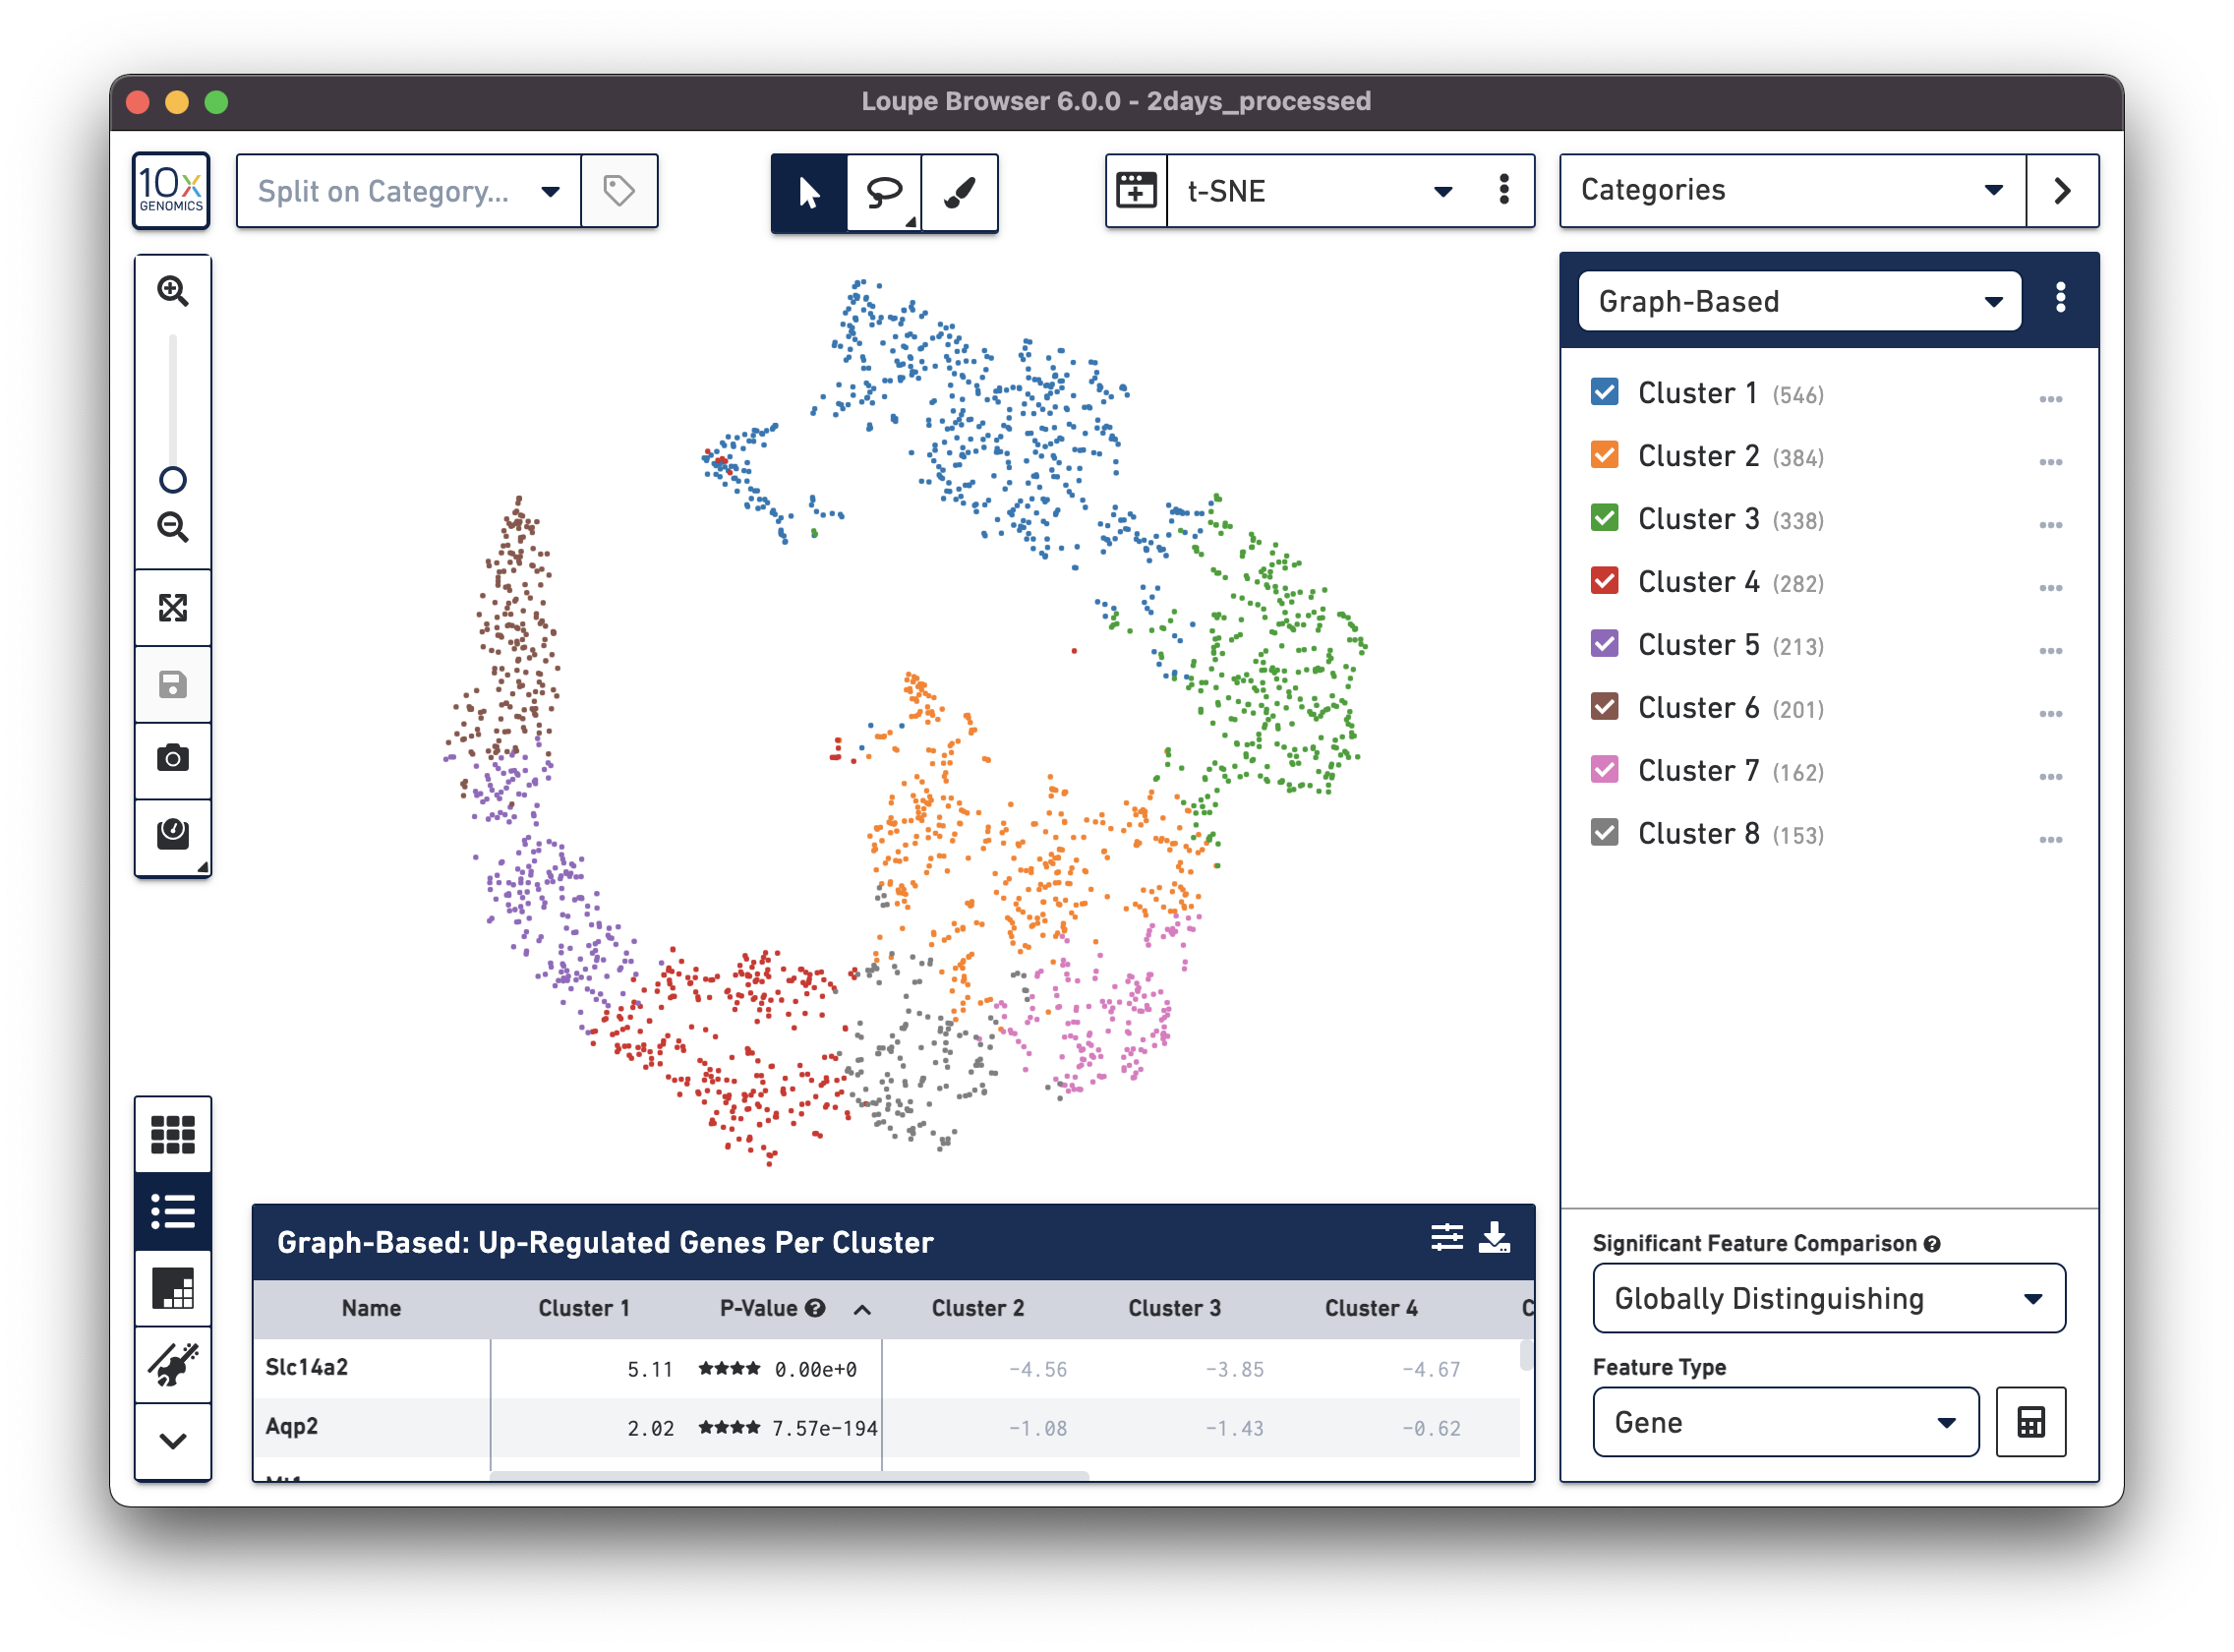 Loupe Browser 6.0.0 - 2days_processed
10x
GENOMICS
Split on Category...
t-SNE
Categories
Graph-Based
Cluster 1 (546)
Cluster 2 (384)
Cluster 3 (338)
Cluster 4 (282)
Cluster 5 (213)
Cluster 6 (201)
Cluster 7 (162)
Cluster 8 (153)
Graph-Based: Up-Regulated Genes Per Cluster
Name Cluster 1 P-Value Cluster 2 Cluster 3 Cluster 4 C
Slc14a2 5.11 ★★★★ 0.00e+0 -4.56 -3.85 -4.67
Aqp2 2.02 ★★★★ 7.57e-194 -1.08 -1.43 -0.62
Significant Feature Comparison
Globally Distinguishing
Feature Type
Gene